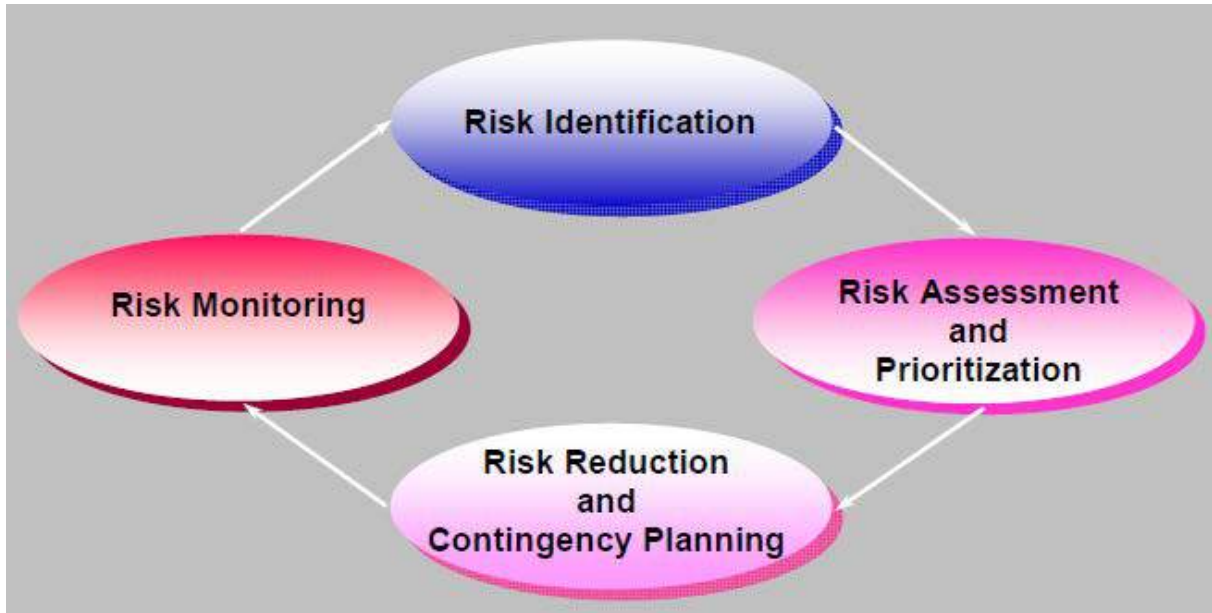 Risk Identification
Risk Monitoring
Risk Assessment
and
Prioritization
Risk Reduction
and
Contingency Planning